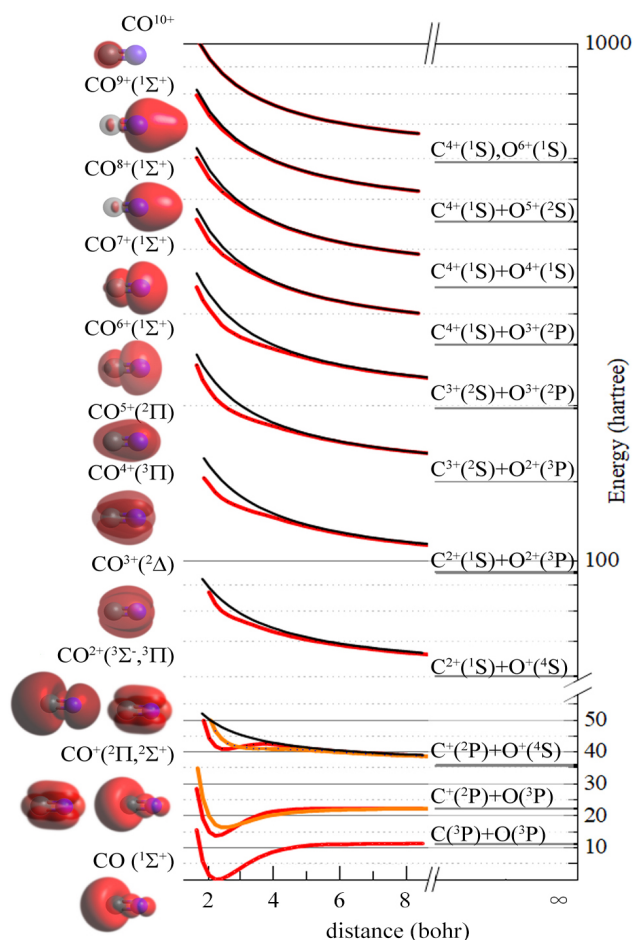 CO¹⁰⁺
1000
CO⁹⁺(¹Σ⁺)
C⁴⁺(¹S),O⁶⁺(¹S)
CO⁸⁺(¹Σ⁺)
C⁴⁺(¹S)+O⁵⁺(²S)
CO⁷⁺(¹Σ⁺)
C⁴⁺(¹S)+O⁴⁺(¹S)
CO⁶⁺(¹Σ⁺)
C⁴⁺(¹S)+O³⁺(²P)
C³⁺(²S)+O³⁺(²P)
CO⁵⁺(²Π)
C³⁺(²S)+O²⁺(³P)
CO⁴⁺(³Π)
C²⁺(¹S)+O²⁺(³P)
100
CO³⁺(²Δ)
C²⁺(¹S)+O⁺(⁴S)
CO²⁺(³Σ⁻,³Π)
50
CO⁺(²Π,²Σ⁺)
C⁺(²P)+O⁺(⁴S)
40
30
C⁺(²P)+O(³P)
20
C(³P)+O(³P)
10
CO (¹Σ⁺)
2 4 6 8 ∞
distance (bohr)
Energy (hartree)